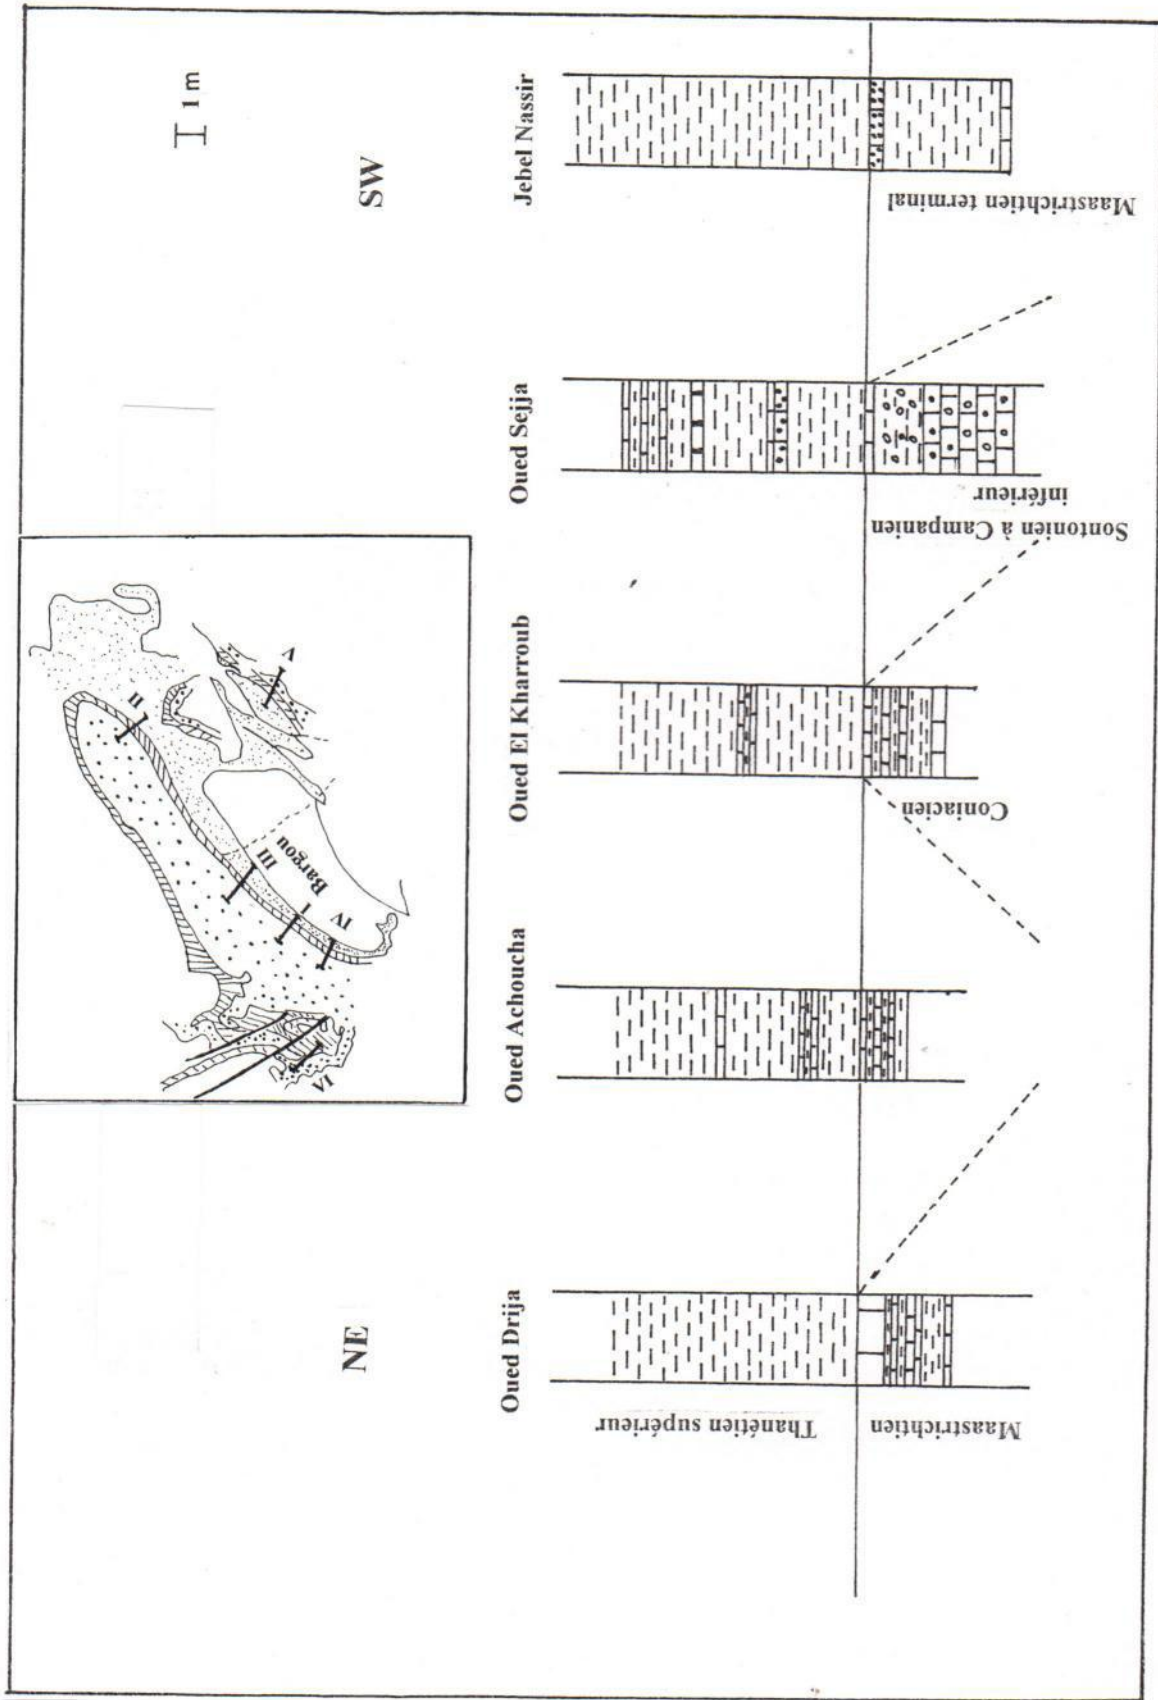 1 m
NE
SW
II
V
III
Bargou
I
IV
VI
Oued Drija
Oued Achoucha
Oued El Kharroub
Oued Sejja
Jebel Nassir
Thanétien supérieur
Maastrichtien
Coniacien
Sontonien à Campanien
inférieur
Maastrichtien terminal